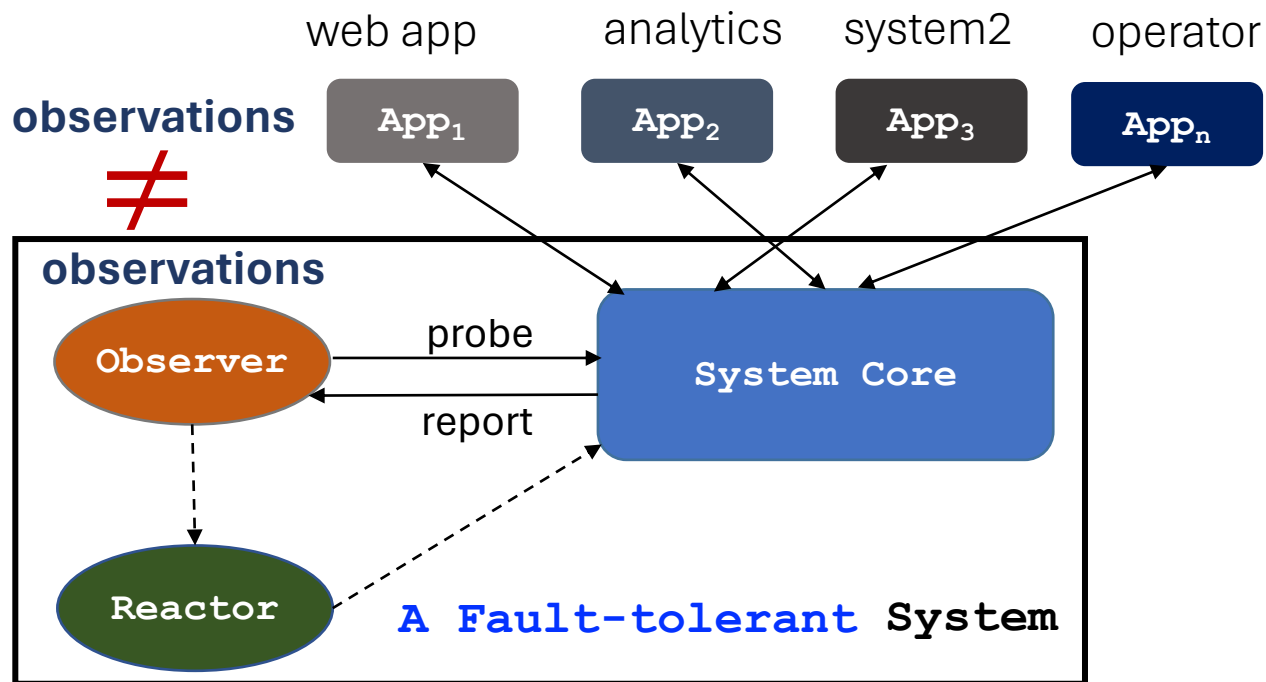 web app analytics system2 operator
observations App₁ App₂ App₃ Appₙ
≠
observations
probe
Observer System Core
report
Reactor A Fault-tolerant System